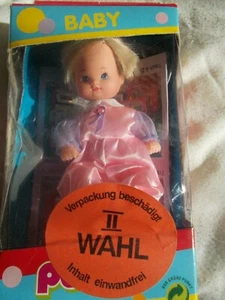 BABY
Verpackung beschädigt
II
WAHL
Inhalt einwandfrei